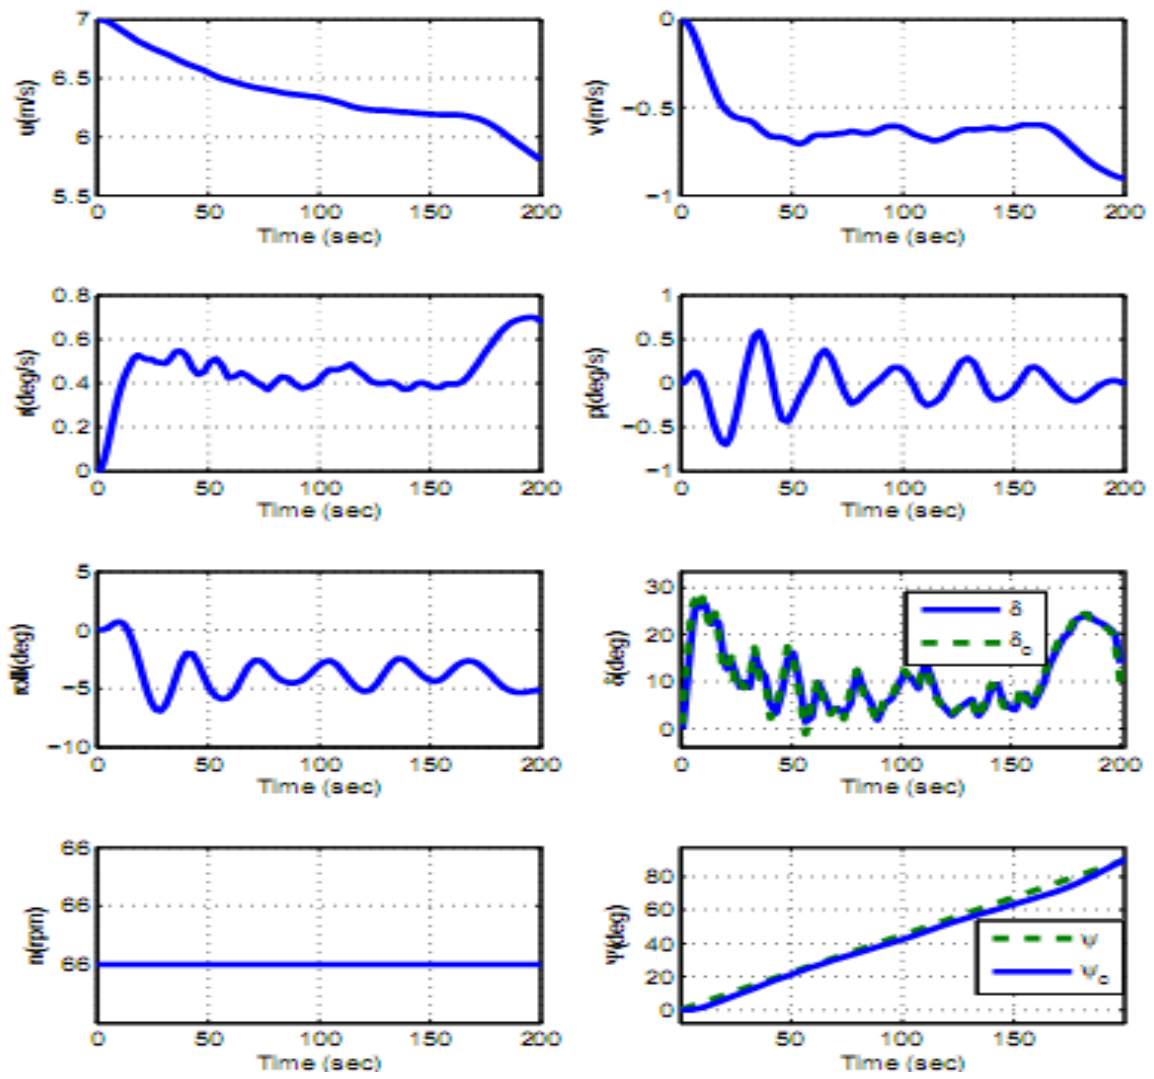 u(m/s)
7
6.5
6
5.5
0 50 100 150 200
Time (sec)
v(m/s)
0
−0.5
−1
0 50 100 150 200
Time (sec)
r(deg/s)
0.8
0.6
0.4
0.2
0
0 50 100 150 200
Time (sec)
p(deg/s)
1
0.5
0
−0.5
−1
0 50 100 150 200
Time (sec)
roll(deg)
5
0
−5
−10
0 50 100 150 200
Time (sec)
δ(deg)
30
20
10
0
δ
δc
0 50 100 150 200
Time (sec)
n(rpm)
66
66
66
50 100 150 200
Time (sec)
Ψ(deg)
80
60
40
20
0
ψ
ψc
50 100 150 200
Time (sec)